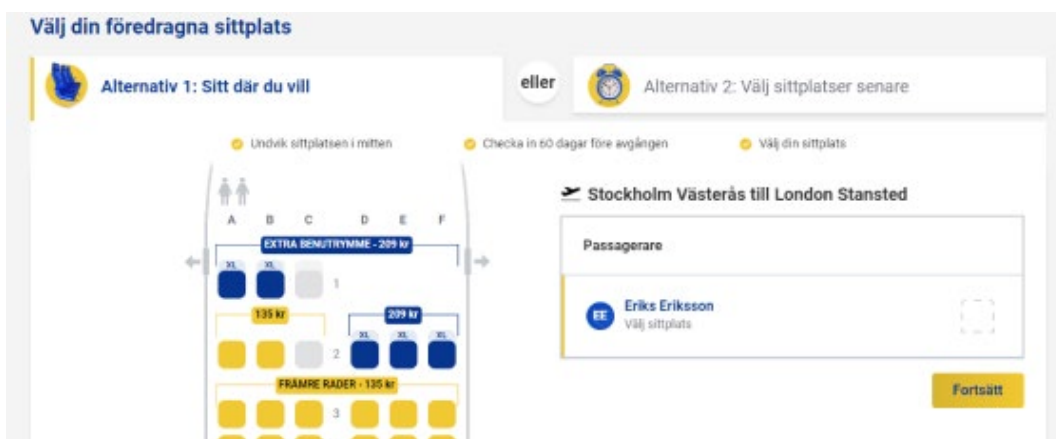 Välj din föredragna sittplats
Alternativ 1: Sitt där du vill
eller
Alternativ 2: Välj sittplatser senare
Undvik sittplatsen i mitten
Checka in 60 dagar före avgången
Välj din sittplats
A B C D E F
EXTRA BENUTRYMME - 209 kr
XL XL
1
135 kr
209 kr
XL XL XL
2
FRÄMRE RADER - 135 kr
3
Stockholm Västerås till London Stansted
Passagerare
EE
Eriks Eriksson
Välj sittplats
Fortsätt